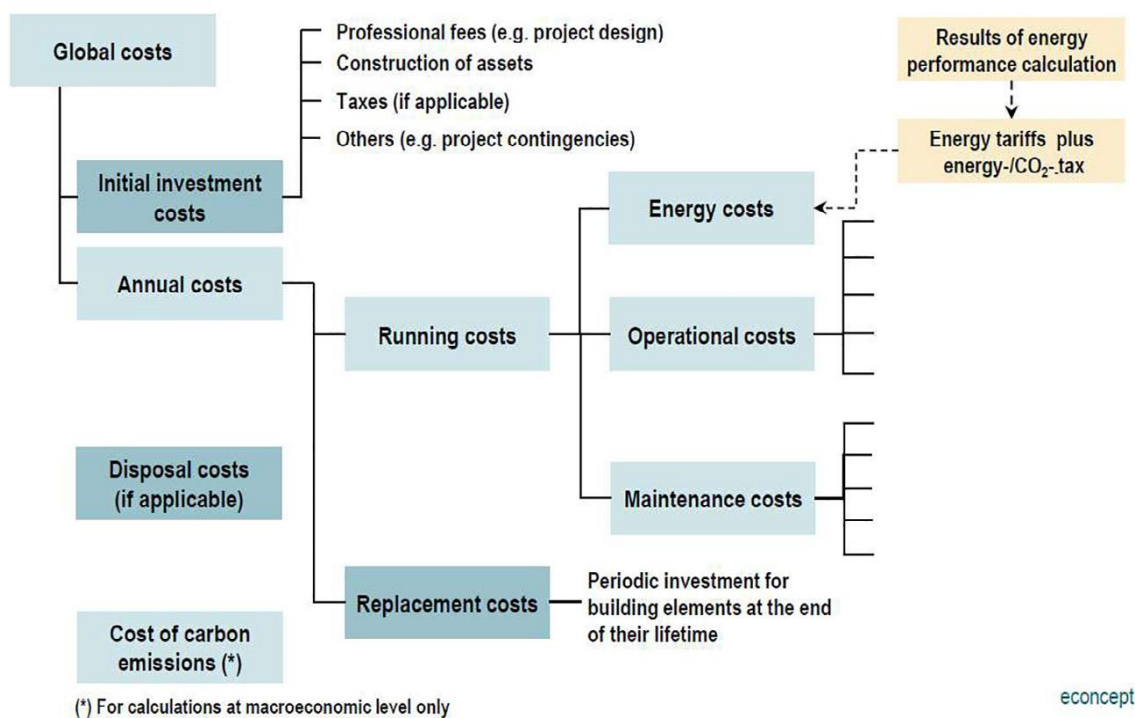 Global costs
Professional fees (e.g. project design)
Construction of assets
Taxes (if applicable)
Others (e.g. project contingencies)
Results of energy
performance calculation
Energy tariffs plus
energy-/CO₂-.tax
Initial investment
costs
Energy costs
Annual costs
Running costs
Operational costs
Disposal costs
(if applicable)
Maintenance costs
Replacement costs
Periodic investment for
building elements at the end
of their lifetime
Cost of carbon
emissions (*)
(*) For calculations at macroeconomic level only
econcept